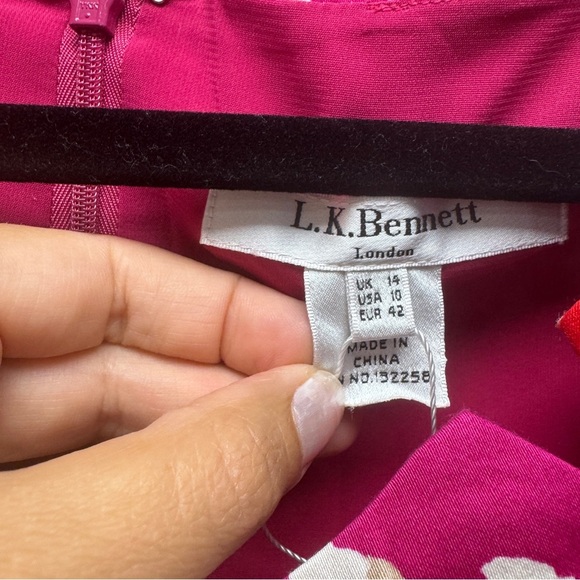 L.K.Bennett
London
UK 14
USA 10
EUR 42
MADE IN
CHINA
NO.132258